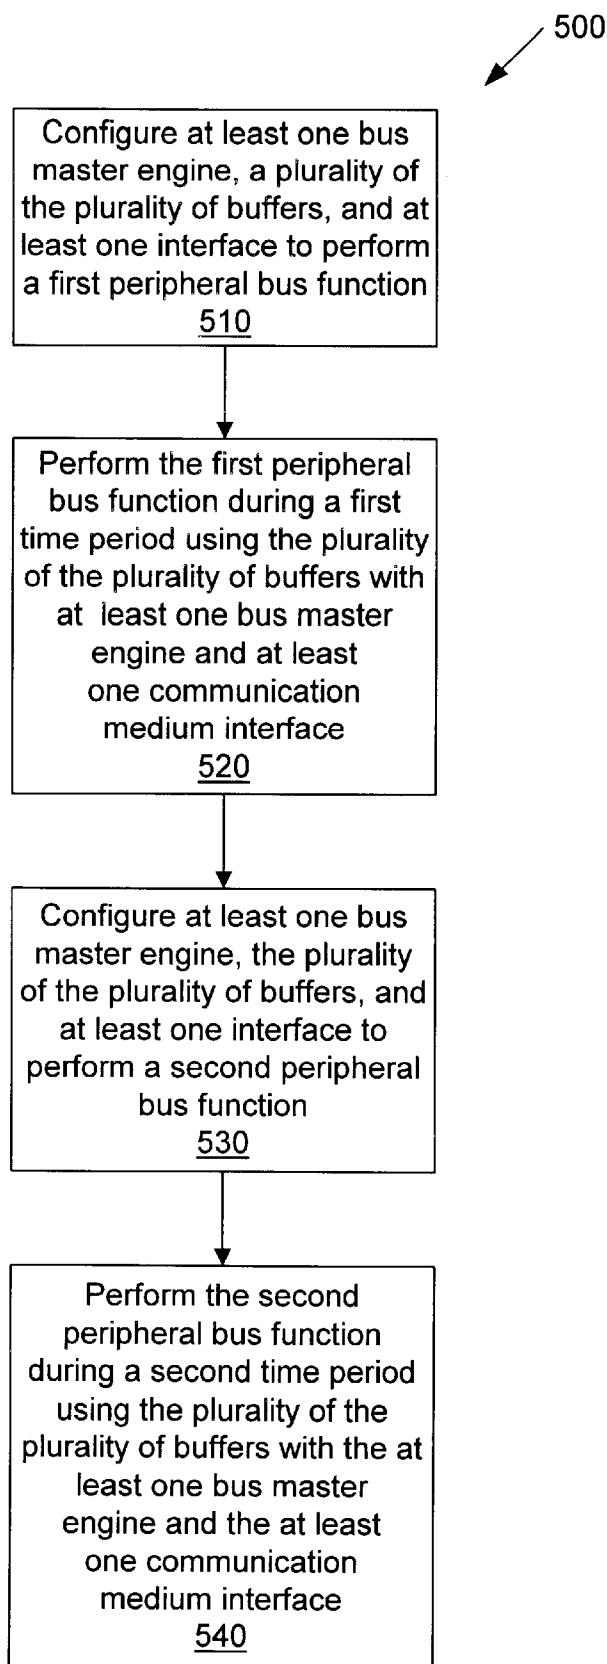 500
Configure at least one bus
master engine, a plurality of
the plurality of buffers, and at
least one interface to perform
a first peripheral bus function
510
Perform the first peripheral
bus function during a first
time period using the plurality
of the plurality of buffers with
at least one bus master
engine and at least
one communication
medium interface
520
Configure at least one bus
master engine, the plurality
of the plurality of buffers, and
at least one interface to
perform a second peripheral
bus function
530
Perform the second
peripheral bus function
during a second time period
using the plurality of the
plurality of buffers with the at
least one bus master
engine and the at least
one communication
medium interface
540